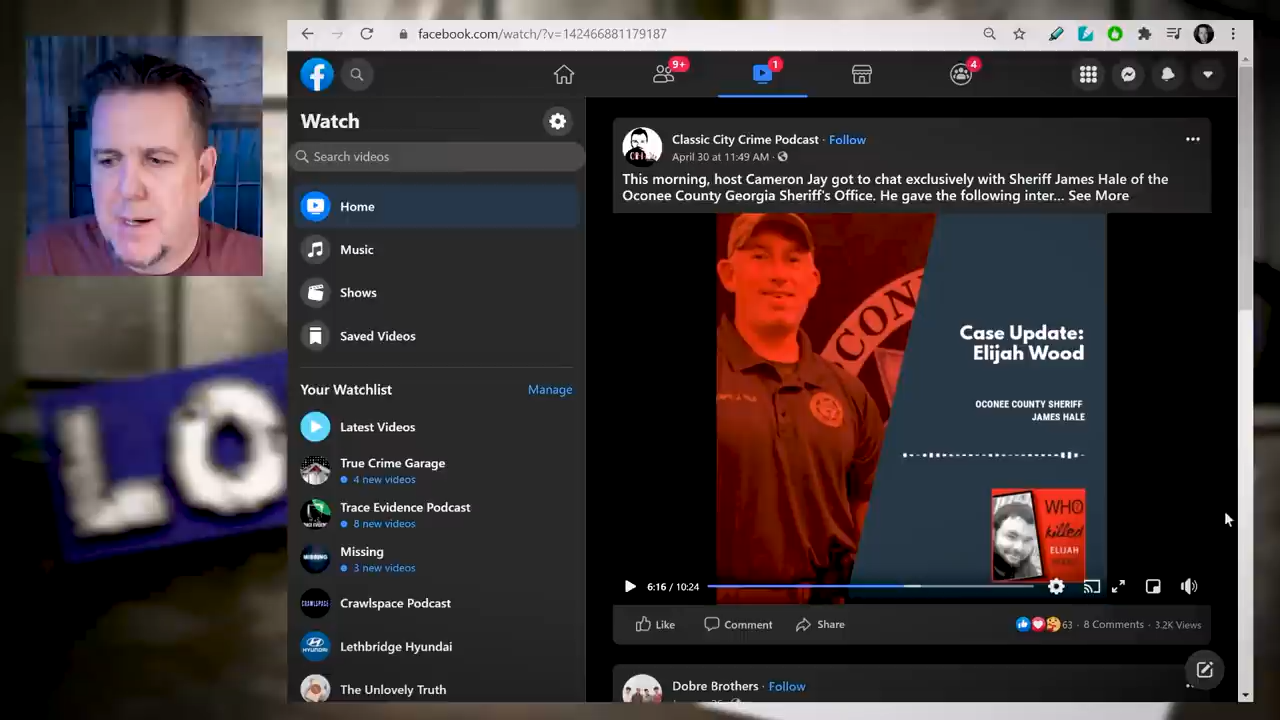 facebook.com/watch/?v=142466881179187
9+
1
4
Watch
Search videos
Home
Music
Shows
Saved Videos
Your Watchlist
Manage
Latest Videos
True Crime Garage
4 new videos
Trace Evidence Podcast
8 new videos
Missing
3 new videos
Crawlspace Podcast
Lethbridge Hyundai
The Unlovely Truth
Classic City Crime Podcast · Follow
April 30 at 11:49 AM ·
This morning, host Cameron Jay got to chat exclusively with Sheriff James Hale of the
Oconee County Georgia Sheriff's Office. He gave the following inter... See More
OCON
Case Update:
Elijah Wood
OCONEE COUNTY SHERIFF
JAMES HALE
WHO
killed
ELIJAH
6:16 / 10:24
Like
Comment
Share
63 · 8 Comments · 3.2K Views
Dobre Brothers · Follow
LO